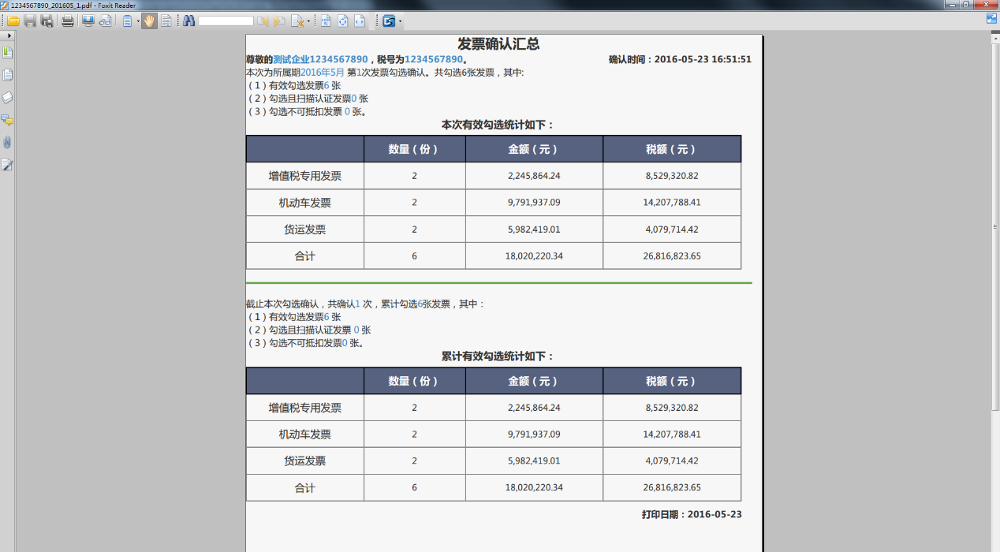 1234567890_201605_1.pdf - Foxit Reader
发票确认汇总
尊敬的测试企业1234567890，税号为1234567890。 确认时间：2016-05-23 16:51:51
本次为所属期2016年5月 第1次发票勾选确认。共勾选6张发票，其中:
（1）有效勾选发票6 张
（2）勾选且扫描认证发票0 张
（3）勾选不可抵扣发票 0 张。
本次有效勾选统计如下：
数量（份） 金额（元） 税额（元）
增值税专用发票 2 2,245,864.24 8,529,320.82
机动车发票 2 9,791,937.09 14,207,788.41
货运发票 2 5,982,419.01 4,079,714.42
合计 6 18,020,220.34 26,816,823.65
截止本次勾选确认，共确认1 次，累计勾选6张发票，其中：
（1）有效勾选发票6 张
（2）勾选且扫描认证发票 0 张
（3）勾选不可抵扣发票0 张。
累计有效勾选统计如下：
数量（份） 金额（元） 税额（元）
增值税专用发票 2 2,245,864.24 8,529,320.82
机动车发票 2 9,791,937.09 14,207,788.41
货运发票 2 5,982,419.01 4,079,714.42
合计 6 18,020,220.34 26,816,823.65
打印日期：2016-05-23